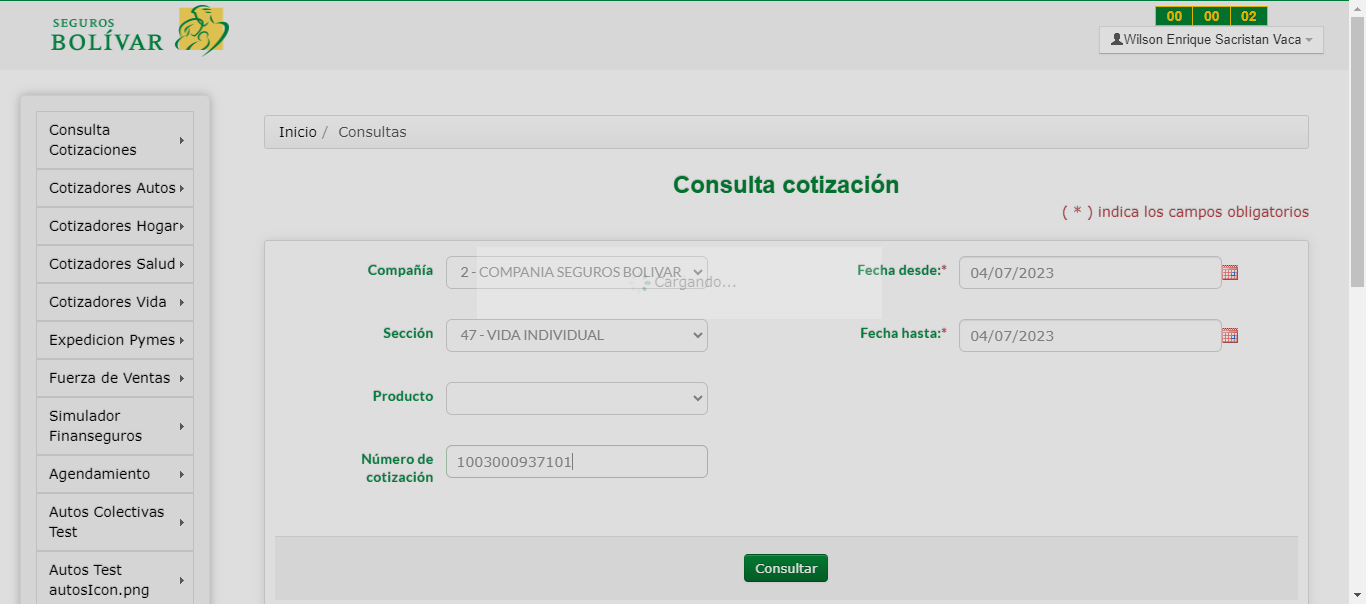 SEGUROS
BOLÍVAR
00 00 02
Wilson Enrique Sacristan Vaca
Consulta
Cotizaciones
Cotizadores Autos
Cotizadores Hogar
Cotizadores Salud
Cotizadores Vida
Expedicion Pymes
Fuerza de Ventas
Simulador
Finanseguros
Agendamiento
Autos Colectivas
Test
Autos Test
autosIcon.png
Inicio / Consultas
Consulta cotización
( * ) indica los campos obligatorios
Compañía 2 - COMPANIA SEGUROS BOLIVAR Fecha desde:* 04/07/2023
Cargando...
Sección 47 - VIDA INDIVIDUAL Fecha hasta:* 04/07/2023
Producto
Número de
cotización 1003000937101
Consultar